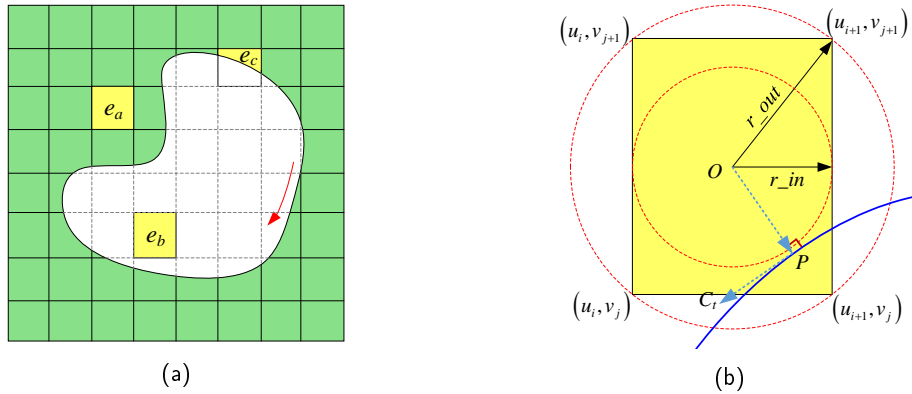 e_c
e_a
e_b
(a)
(u_i, v_{j+1})
(u_{i+1}, v_{j+1})
r_out
O
r_in
P
C_t
(u_i, v_j)
(u_{i+1}, v_j)
(b)